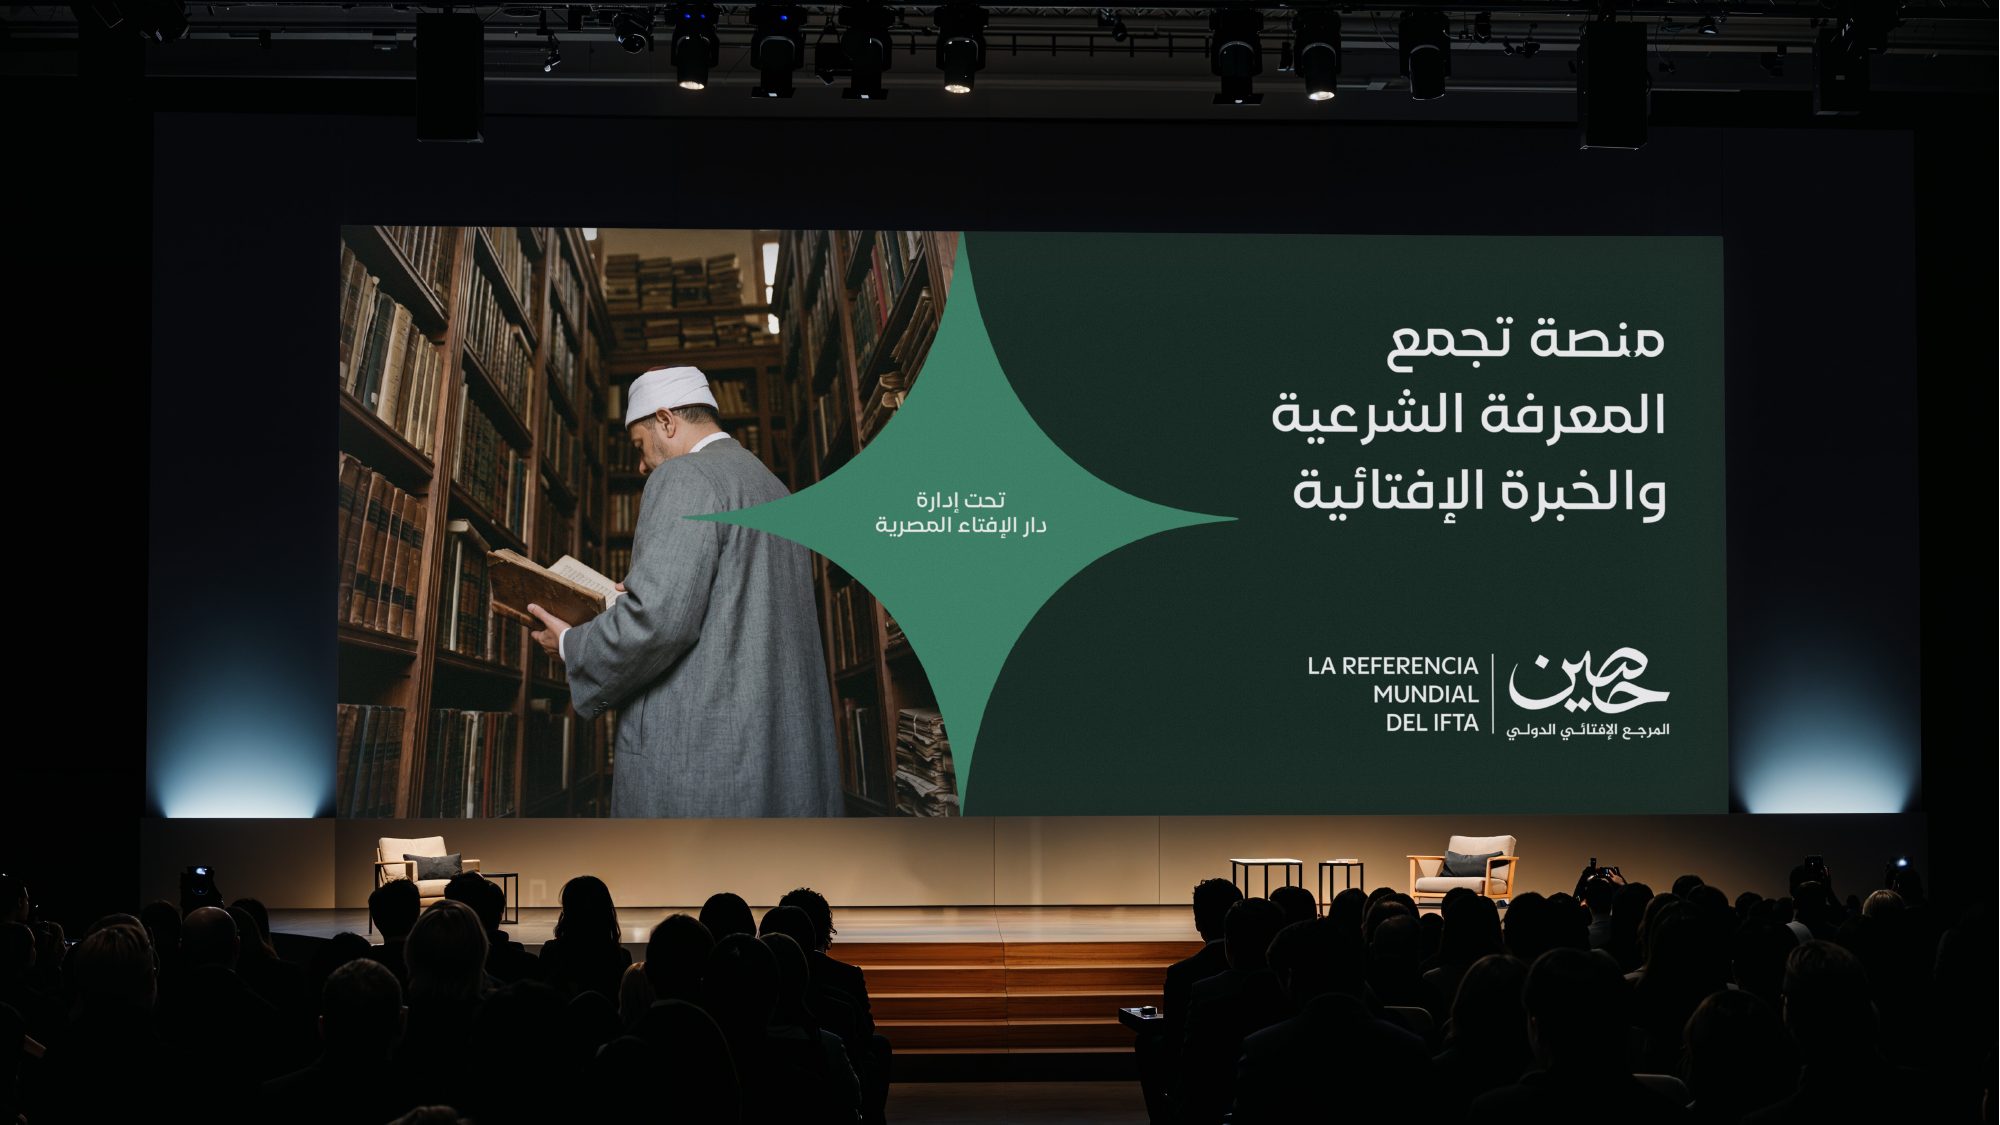 منصة تجمع
المعرفة الشرعية
والخبرة الإفتائية
تحت إدارة
دار الإفتاء المصرية
حصين
المرجع الإفتائي الدولي
LA REFERENCIA
MUNDIAL
DEL IFTA